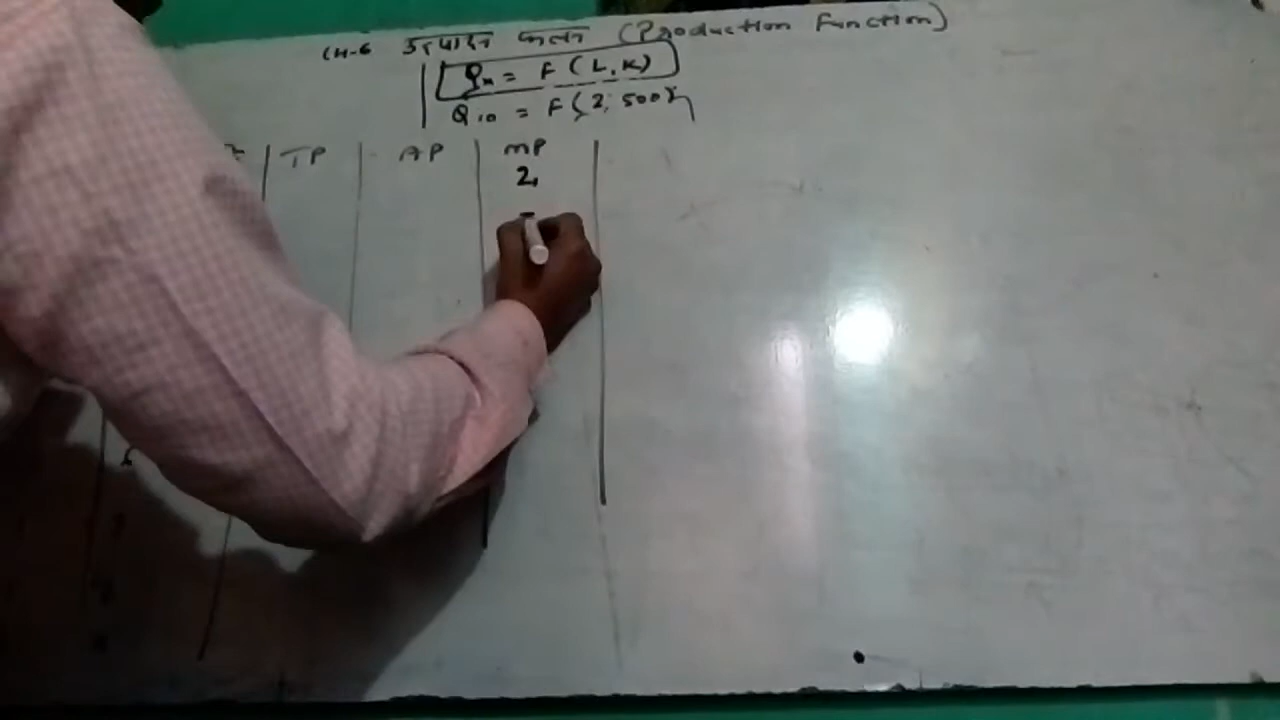 CH-6 उत्पादन फलन (Production Function)
Qx = F (L, K)
Q10 = F (2, 500)
TP AP MP
2